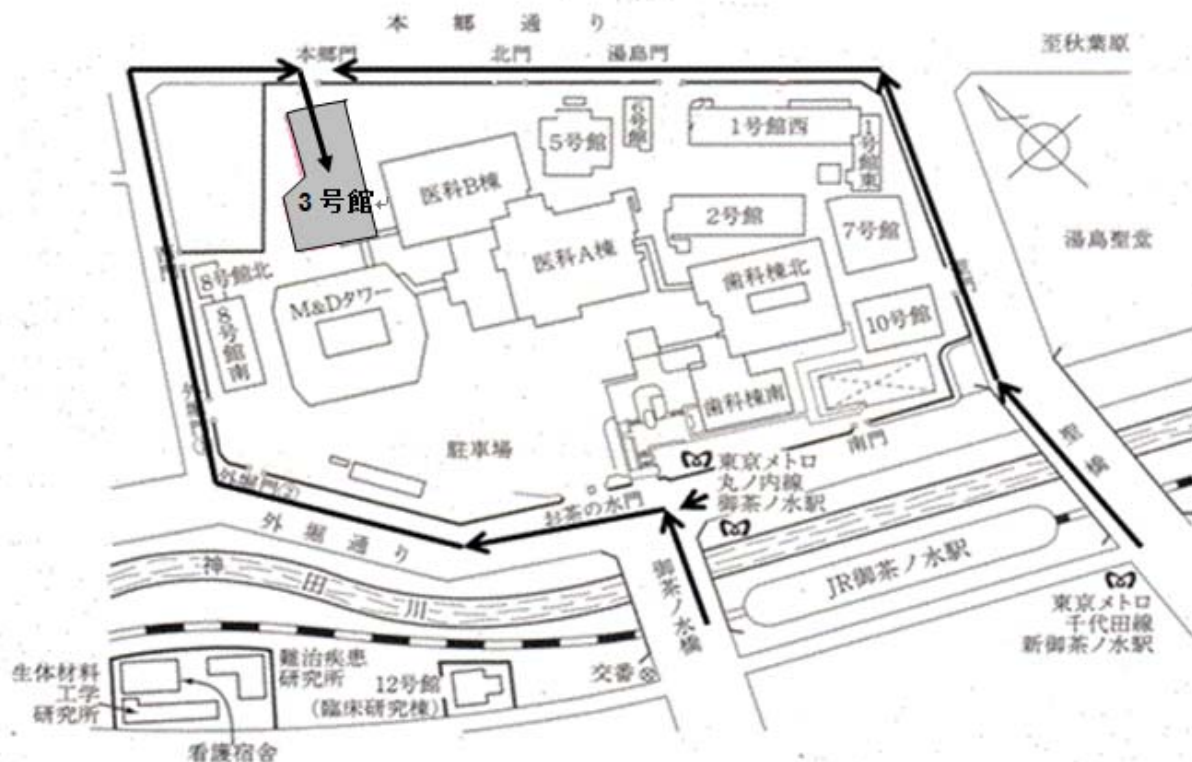 本郷通り
本郷門
北門
湯島門
至秋葉原
5号館
6号館
1号館西
1号館東
3号館
医科B棟
2号館
7号館
湯島聖堂
医科A棟
歯科棟北
8号館北
M&Dタワー
8号館南
10号館
歯科棟南
駐車場
南門
聖橋
東京メトロ
丸ノ内線
御茶ノ水駅
外堀門②
お茶の水門
外堀通り
神田川
御茶ノ水橋
JR御茶ノ水駅
東京メトロ
千代田線
新御茶ノ水駅
生体材料
工学
研究所
難治疾患
研究所
12号館
(臨床研究棟)
交番
看護宿舎